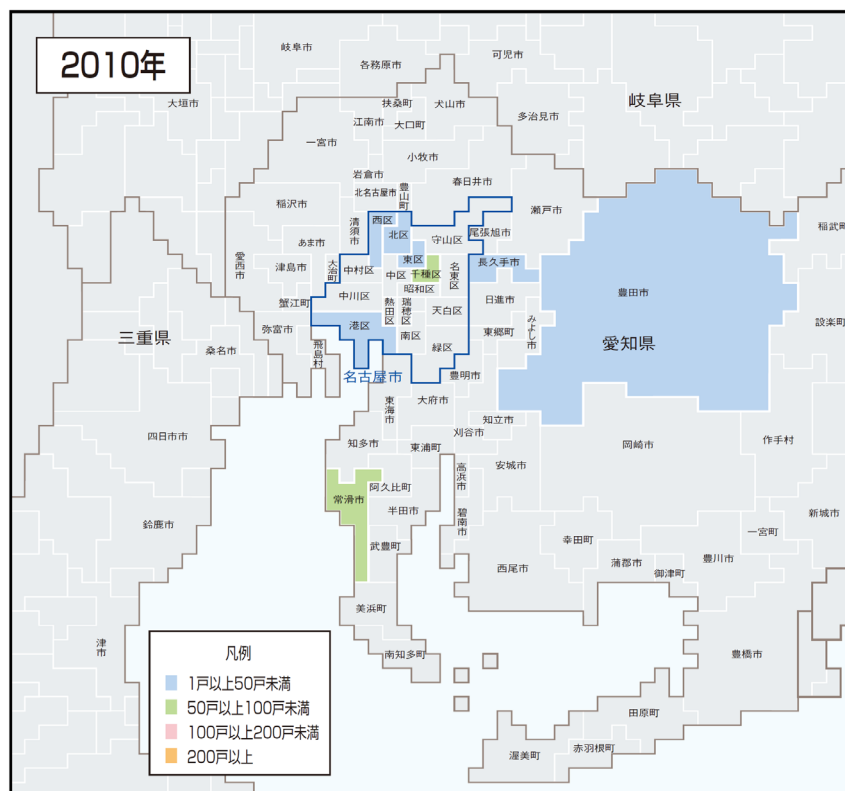 2010年
岐阜市
各務原市
可児市
大垣市
岐阜県
扶桑町
犬山市
多治見市
江南市
大口町
一宮市
小牧市
岩倉市
春日井市
北名古屋市
豊山町
瀬戸市
稲沢市
清須市
西区
北区
守山区
尾張旭市
稲武町
あま市
愛西市
津島市
大治町
中村区
東区
千種区
中区
名東区
長久手市
昭和区
豊田市
蟹江町
中川区
熱田区
瑞穂区
天白区
日進市
設楽町
弥富市
港区
南区
緑区
東郷町
みよし市
愛知県
三重県
桑名市
飛島村
名古屋市
豊明市
東海市
大府市
知立市
刈谷市
知多市
東浦町
四日市市
岡崎市
作手村
安城市
高浜市
阿久比町
常滑市
半田市
碧南市
新城市
鈴鹿市
武豊町
幸田町
一宮町
西尾市
蒲郡市
御津町
豊川市
美浜町
津市
南知多町
豊橋市
田原町
赤羽根町
渥美町
凡例
1戸以上50戸未満
50戸以上100戸未満
100戸以上200戸未満
200戸以上